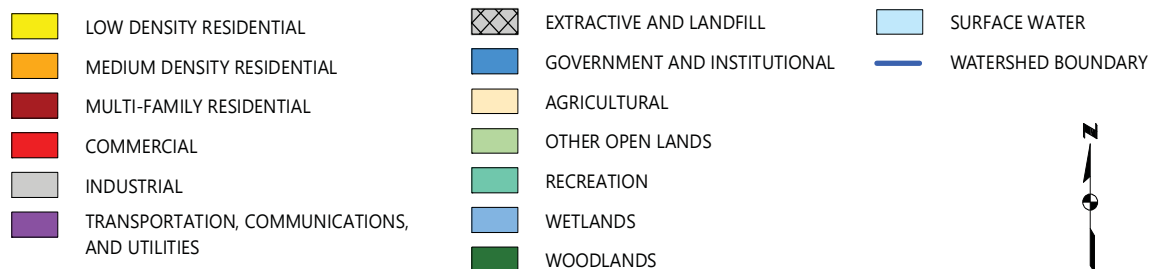 LOW DENSITY RESIDENTIAL
MEDIUM DENSITY RESIDENTIAL
MULTI-FAMILY RESIDENTIAL
COMMERCIAL
INDUSTRIAL
TRANSPORTATION, COMMUNICATIONS,
AND UTILITIES
EXTRACTIVE AND LANDFILL
GOVERNMENT AND INSTITUTIONAL
AGRICULTURAL
OTHER OPEN LANDS
RECREATION
WETLANDS
WOODLANDS
SURFACE WATER
WATERSHED BOUNDARY
N